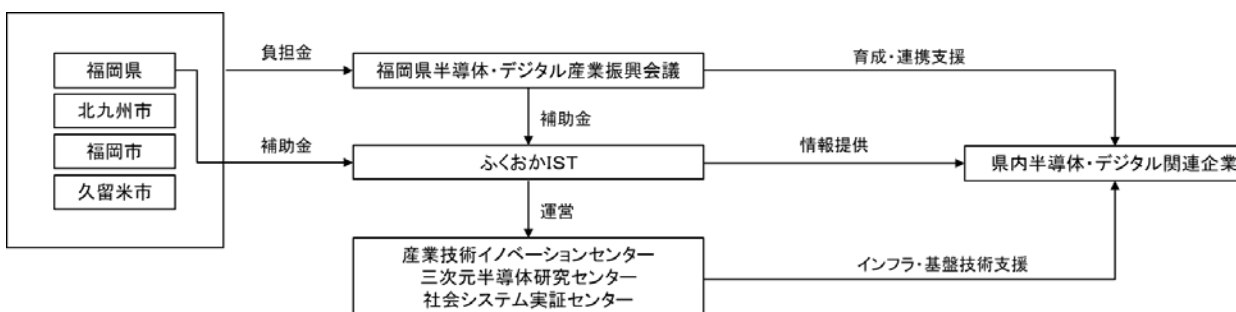 福岡県
北九州市
福岡市
久留米市
負担金
補助金
福岡県半導体・デジタル産業振興会議
補助金
ふくおかIST
運営
産業技術イノベーションセンター
三次元半導体研究センター
社会システム実証センター
育成・連携支援
情報提供
インフラ・基盤技術支援
県内半導体・デジタル関連企業